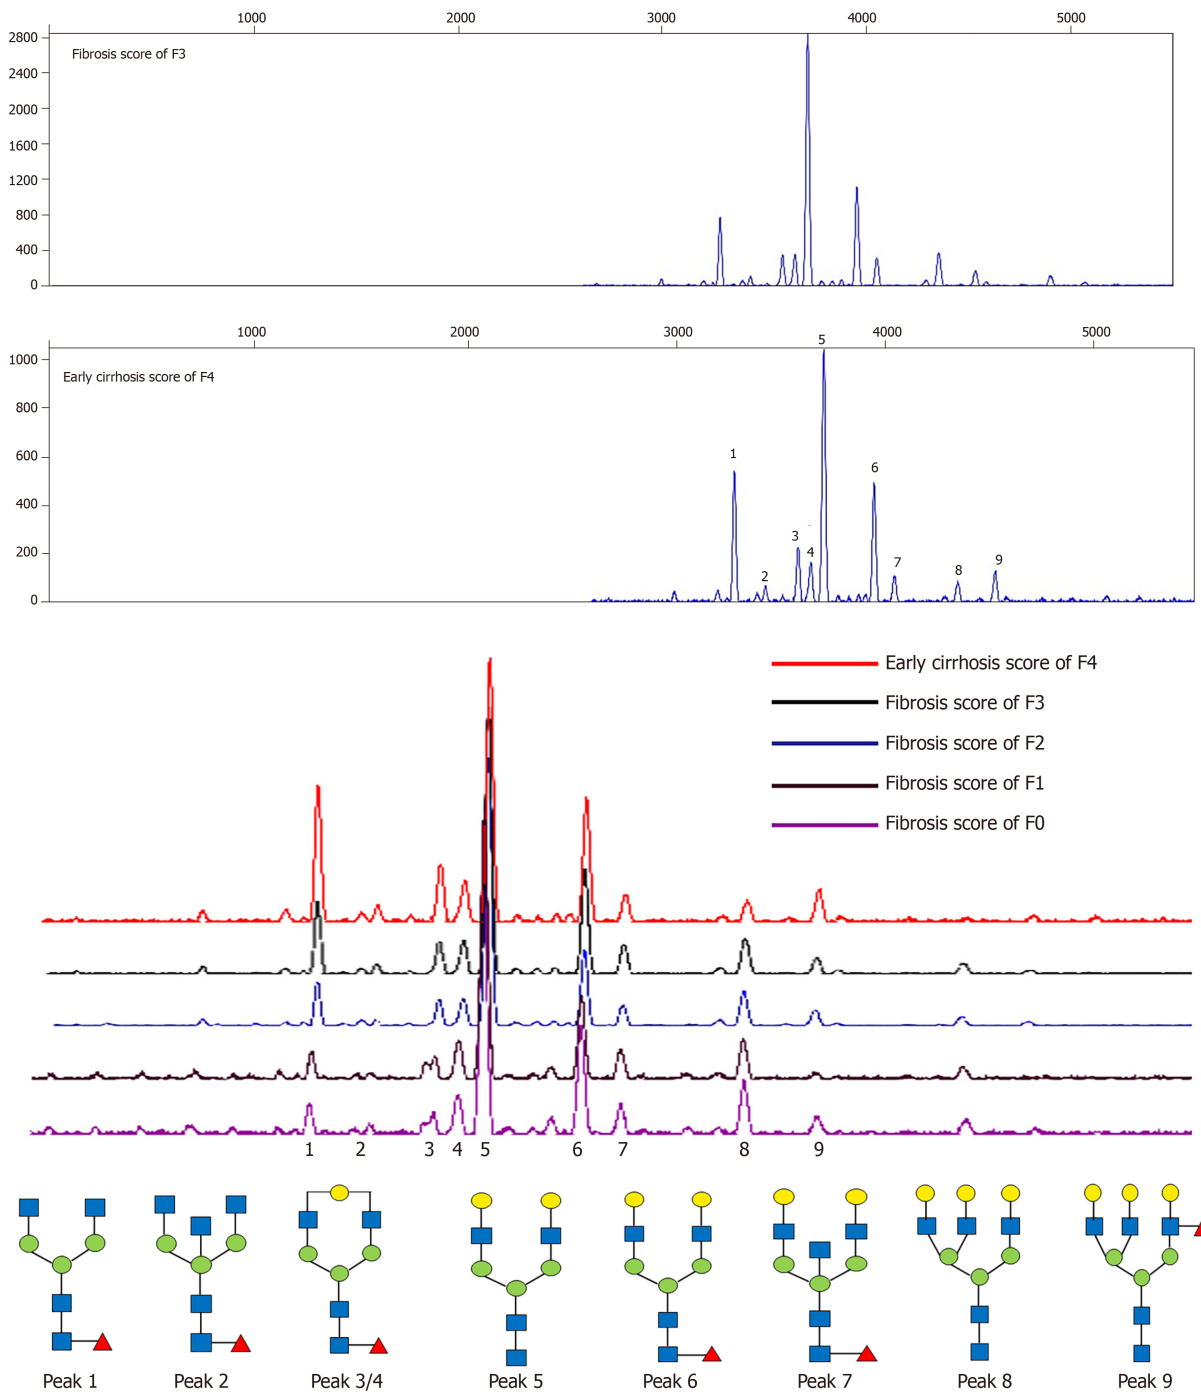 1000 2000 3000 4000 5000
2800
Fibrosis score of F3
2400
2000
1600
1200
800
400
0
1000 2000 3000 4000 5000
5
1000
Early cirrhosis score of F4
800
600
1
6
400
200
3
4
2
7
8
9
0
Early cirrhosis score of F4
Fibrosis score of F3
Fibrosis score of F2
Fibrosis score of F1
Fibrosis score of F0
1 2 3 4 5 6 7 8 9
Peak 1 Peak 2 Peak 3/4 Peak 5 Peak 6 Peak 7 Peak 8 Peak 9